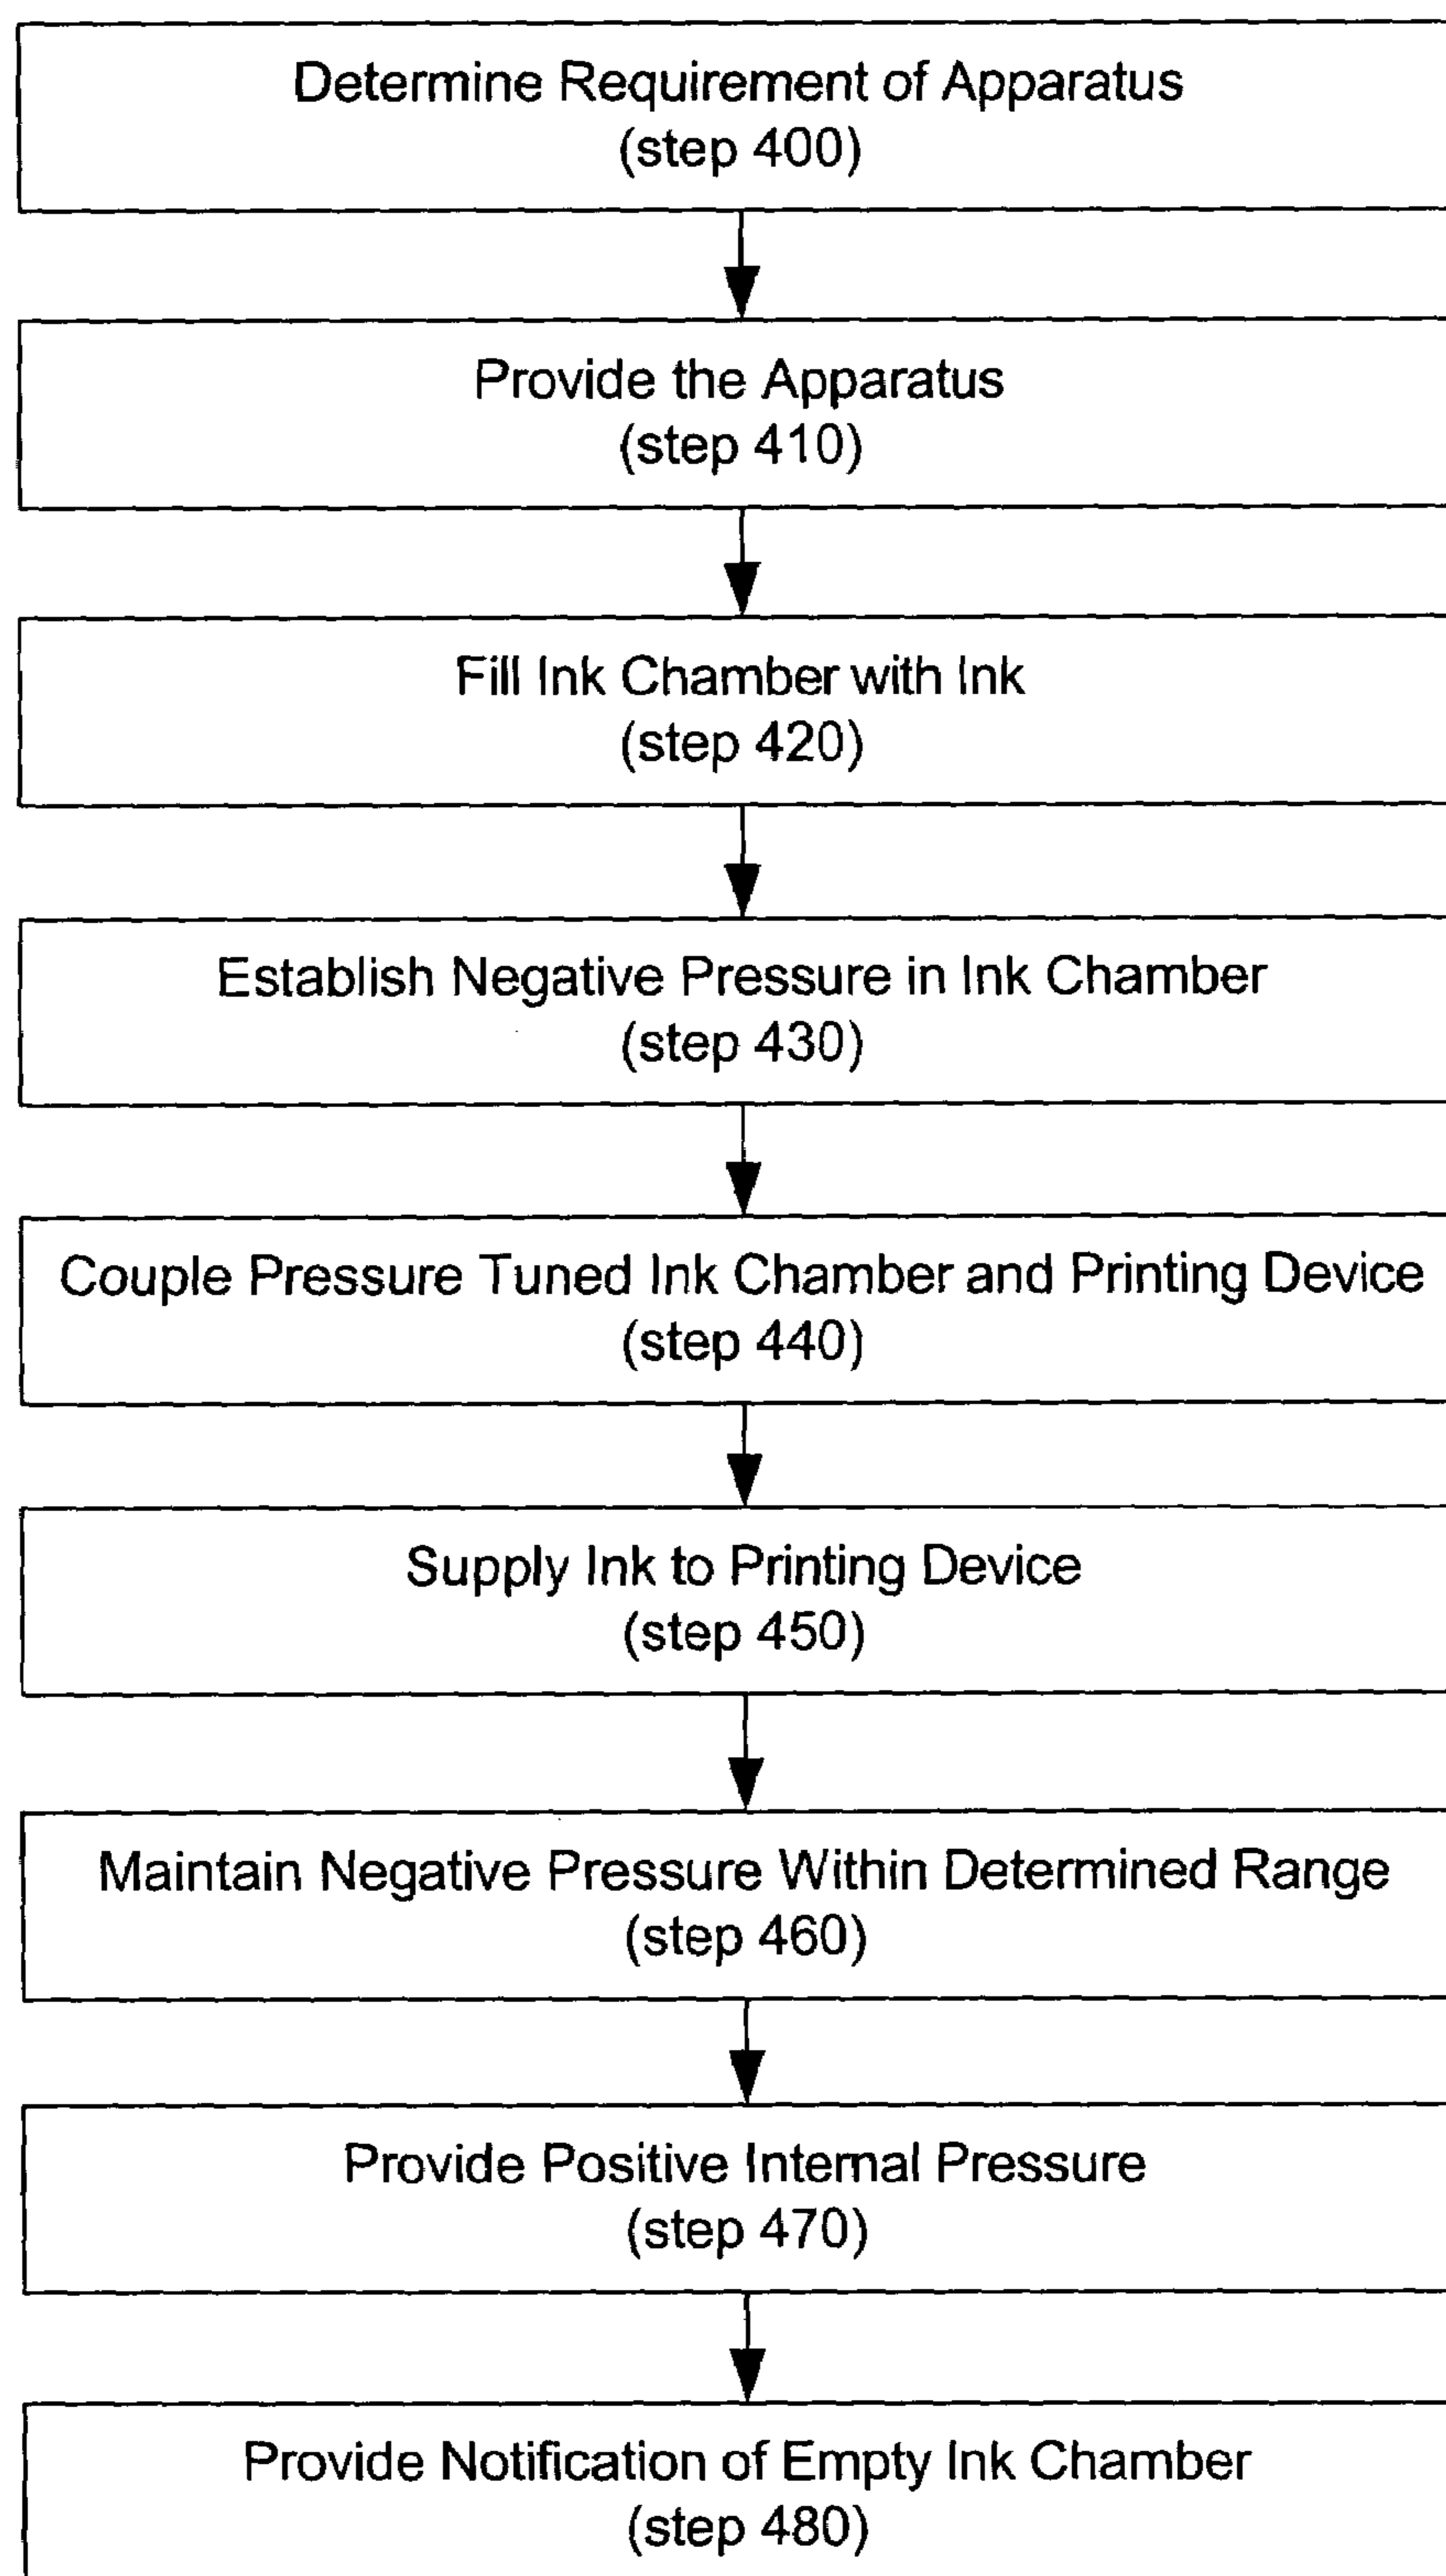 Determine Requirement of Apparatus
(step 400)
Provide the Apparatus
(step 410)
Fill Ink Chamber with Ink
(step 420)
Establish Negative Pressure in Ink Chamber
(step 430)
Couple Pressure Tuned Ink Chamber and Printing Device
(step 440)
Supply Ink to Printing Device
(step 450)
Maintain Negative Pressure Within Determined Range
(step 460)
Provide Positive Internal Pressure
(step 470)
Provide Notification of Empty Ink Chamber
(step 480)